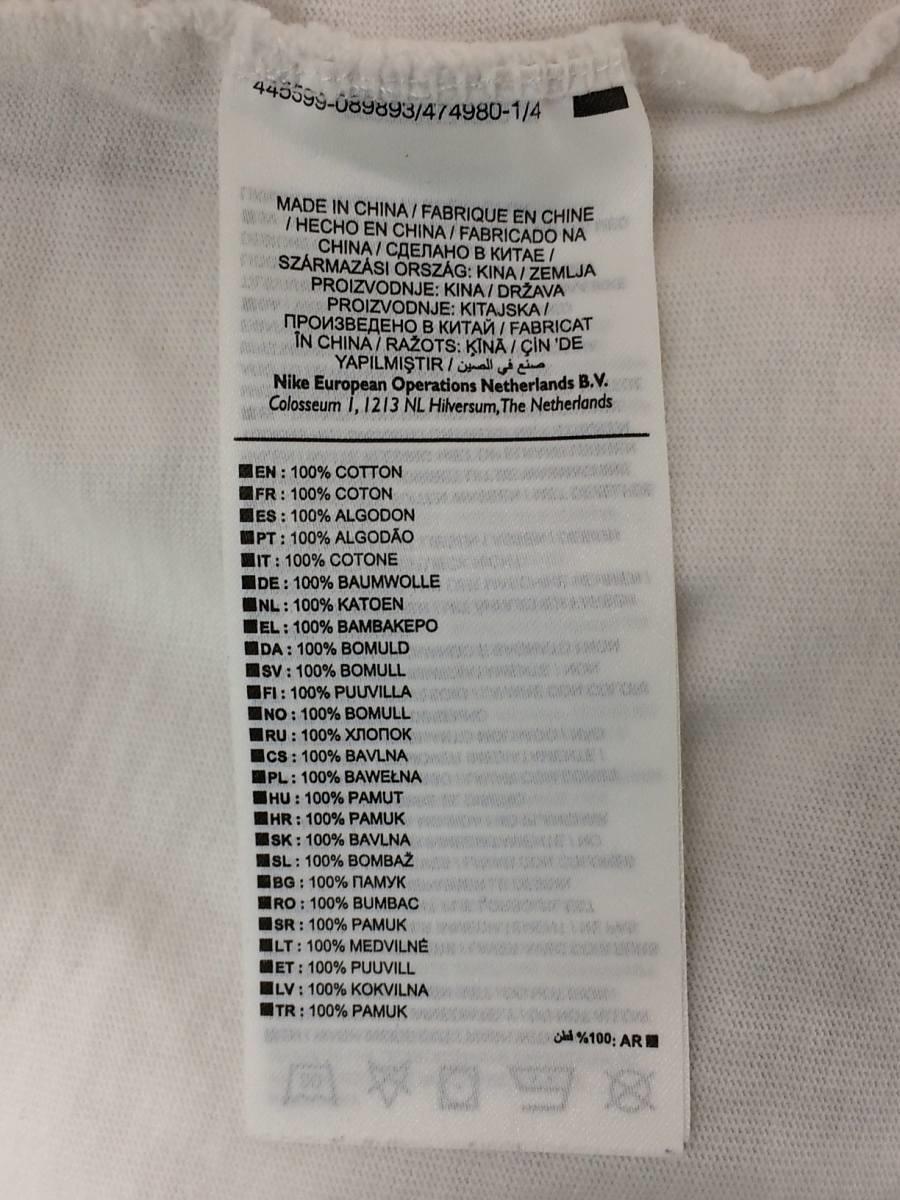 445599-089893/474980-1/4
MADE IN CHINA / FABRIQUE EN CHINE
/ HECHO EN CHINA / FABRICADO NA
CHINA / СДЕЛАНО В КИТАЕ /
SZÁRMAZÁSI ORSZÁG: KINA / ZEMLJA
PROIZVODNJE: KINA / DRŽAVA
PROIZVODNJE: KITAJSKA /
ПРОИЗВЕДЕНО В КИТАЙ / FABRICAT
ÎN CHINA / RAŽOTS: ĶĪNĀ / ÇİN 'DE
YAPILMIŞTIR / صنع في الصين
Nike European Operations Netherlands B.V.
Colosseum 1, 1213 NL Hilversum, The Netherlands
EN : 100% COTTON
FR : 100% COTON
ES : 100% ALGODON
PT : 100% ALGODÃO
IT : 100% COTONE
DE : 100% BAUMWOLLE
NL : 100% KATOEN
EL : 100% ΒΑΜΒΑΚΕΡΟ
DA : 100% BOMULD
SV : 100% BOMULL
FI : 100% PUUVILLA
NO : 100% BOMULL
RU : 100% ХЛОПОК
CS : 100% BAVLNA
PL : 100% BAWEŁNA
HU : 100% PAMUT
HR : 100% PAMUK
SK : 100% BAVLNA
SL : 100% BOMBAŽ
BG : 100% ПАМУК
RO : 100% BUMBAC
SR : 100% PAMUK
LT : 100% MEDVILNĖ
ET : 100% PUUVILL
LV : 100% KOKVILNA
TR : 100% PAMUK
AR :100% قطن